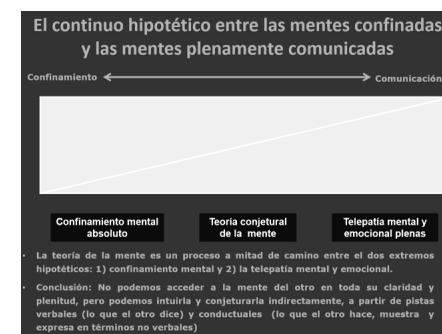 El continuo hipotético entre las mentes confinadas
y las mentes plenamente comunicadas
Confinamiento
Comunicación
Confinamiento mental
absoluto
Teoría conjetural
de la mente
Telepatía mental y
emocional plenas
• La teoría de la mente es un proceso a mitad de camino entre el dos extremos
hipotéticos: 1) confinamiento mental y 2) la telepatía mental y emocional.
• Conclusión: No podemos acceder a la mente del otro en toda su claridad y
plenitud, pero podemos intuirla y conjeturarla indirectamente, a partir de pistas
verbales (lo que el otro dice) y conductuales (lo que el otro hace, muestra y
expresa en términos no verbales)